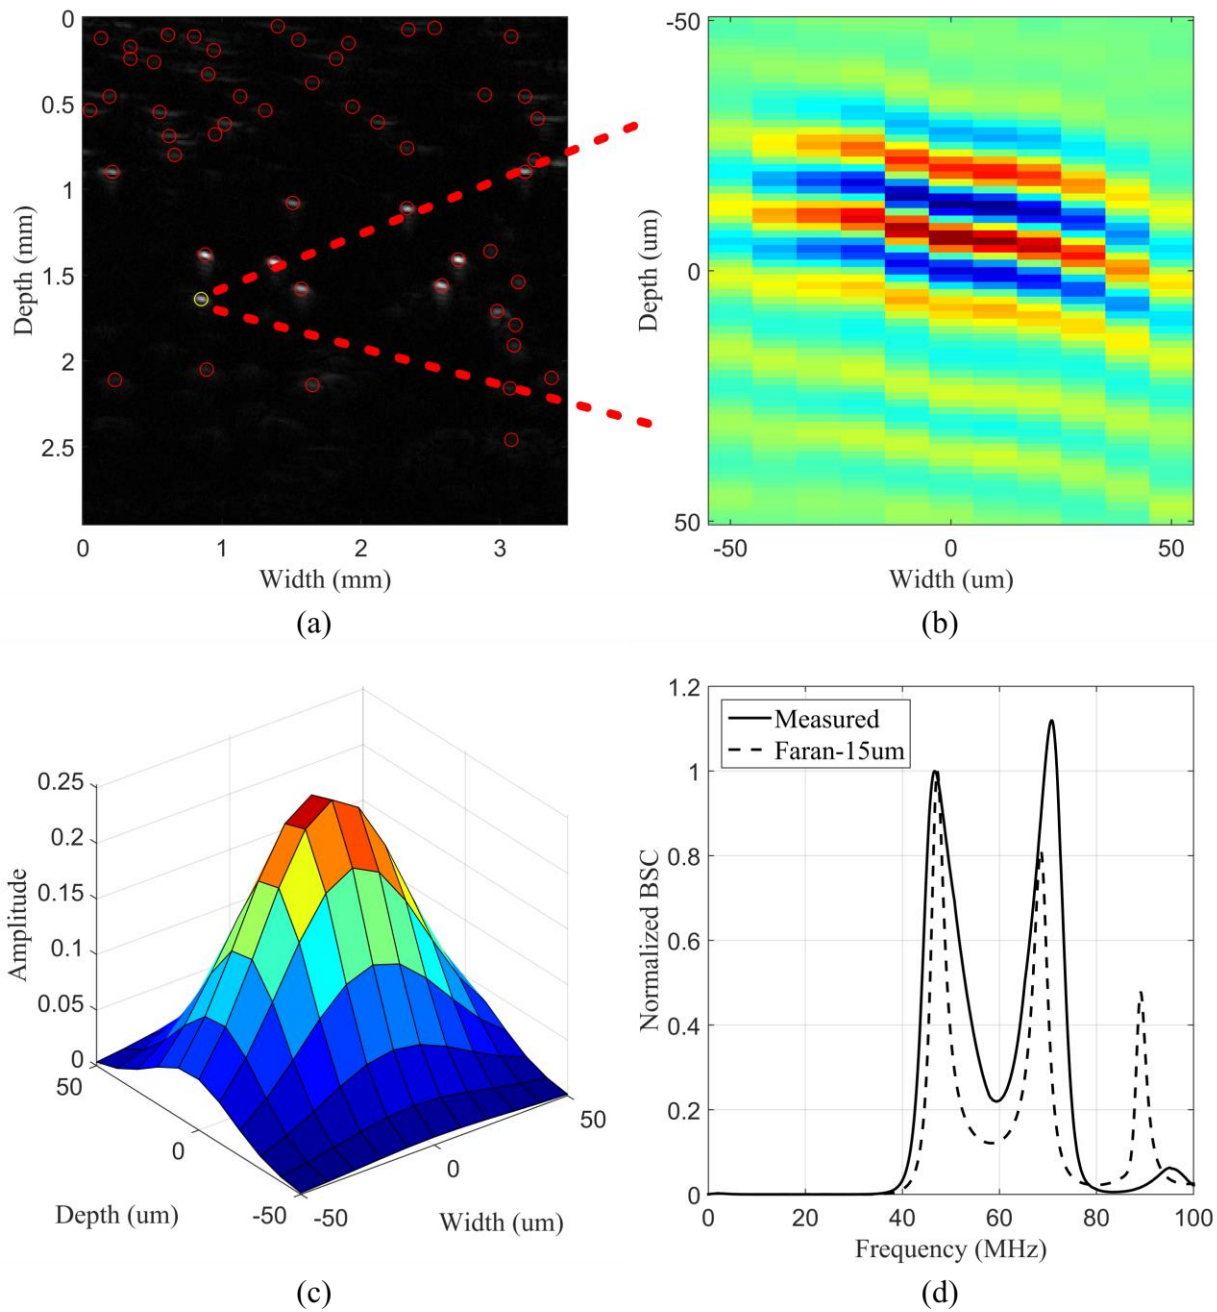 0
0.5
1
1.5
2
2.5
Depth (mm)
0 1 2 3
Width (mm)
(a)
-50
0
50
Depth (um)
-50 0 50
Width (um)
(b)
0.25
0.2
0.15
0.1
0.05
0
Amplitude
50
0
-50
Depth (um)
-50
0
50
Width (um)
(c)
1.2
1
0.8
0.6
0.4
0.2
0
Normalized BSC
Measured
Faran-15um
0 20 40 60 80 100
Frequency (MHz)
(d)